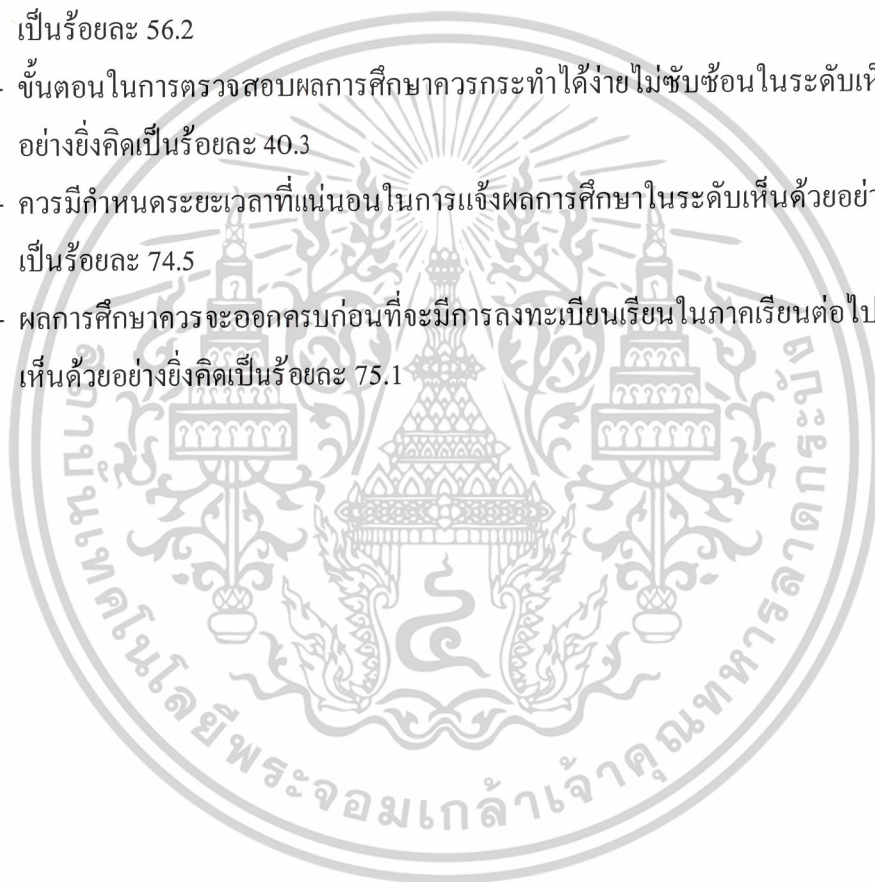 เป็นร้อยละ 56.2
- ขั้นตอนในการตรวจสอบผลการศึกษาควรกระทำได้ง่ายไม่ซับซ้อนในระดับเห็
อย่างยิ่งคิดเป็นร้อยละ 40.3
- ควรมีกำหนดระยะเวลาที่แน่นอนในการแจ้งผลการศึกษาในระดับเห็นด้วยอย่า
เป็นร้อยละ 74.5
- ผลการศึกษาควรจะออกครบก่อนที่จะมีการลงทะเบียนเรียนในภาคเรียนต่อไป
เห็นด้วยอย่างยิ่งคิดเป็นร้อยละ 75.1
สถาบันเทคโนโลยีพระจอมเกล้าเจ้าคุณทหารลาดกระบัง
๔